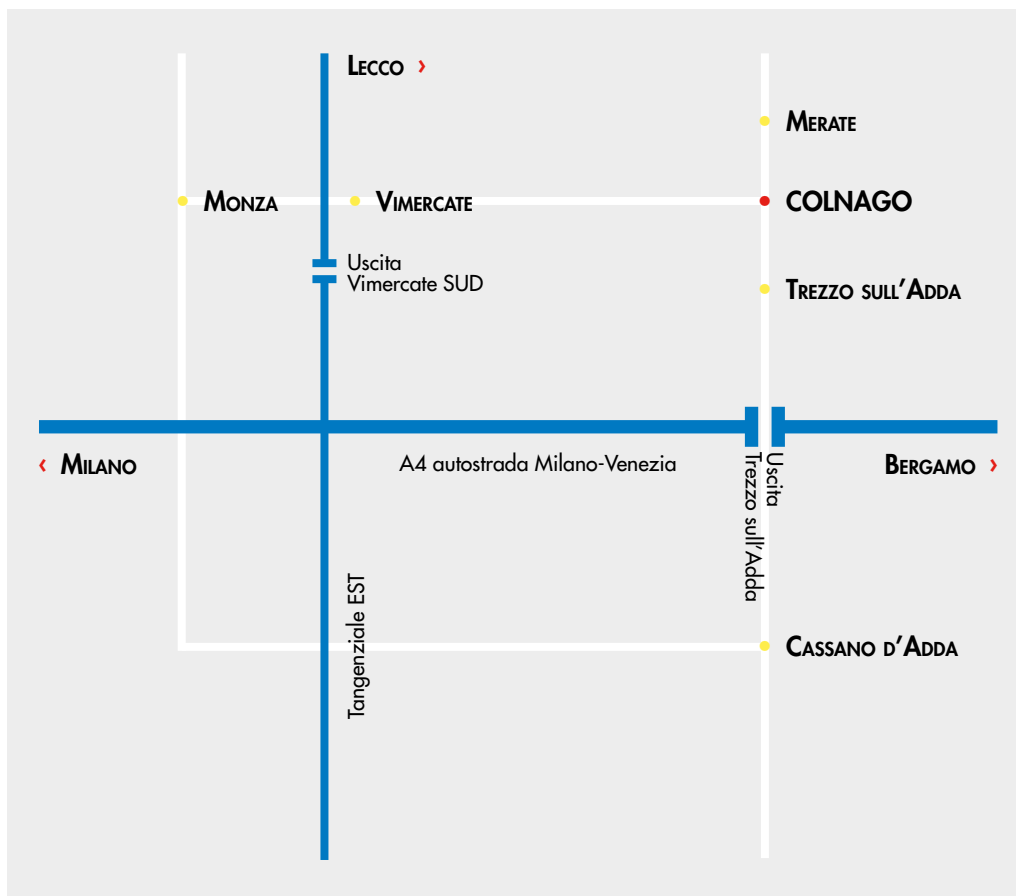 Lecco ›
Merate
Monza
Vimercate
COLNAGO
Uscita
Vimercate SUD
Trezzo sull'Adda
‹ Milano
A4 autostrada Milano-Venezia
Uscita
Trezzo sull'Adda
Bergamo ›
Tangenziale EST
Cassano d'Adda